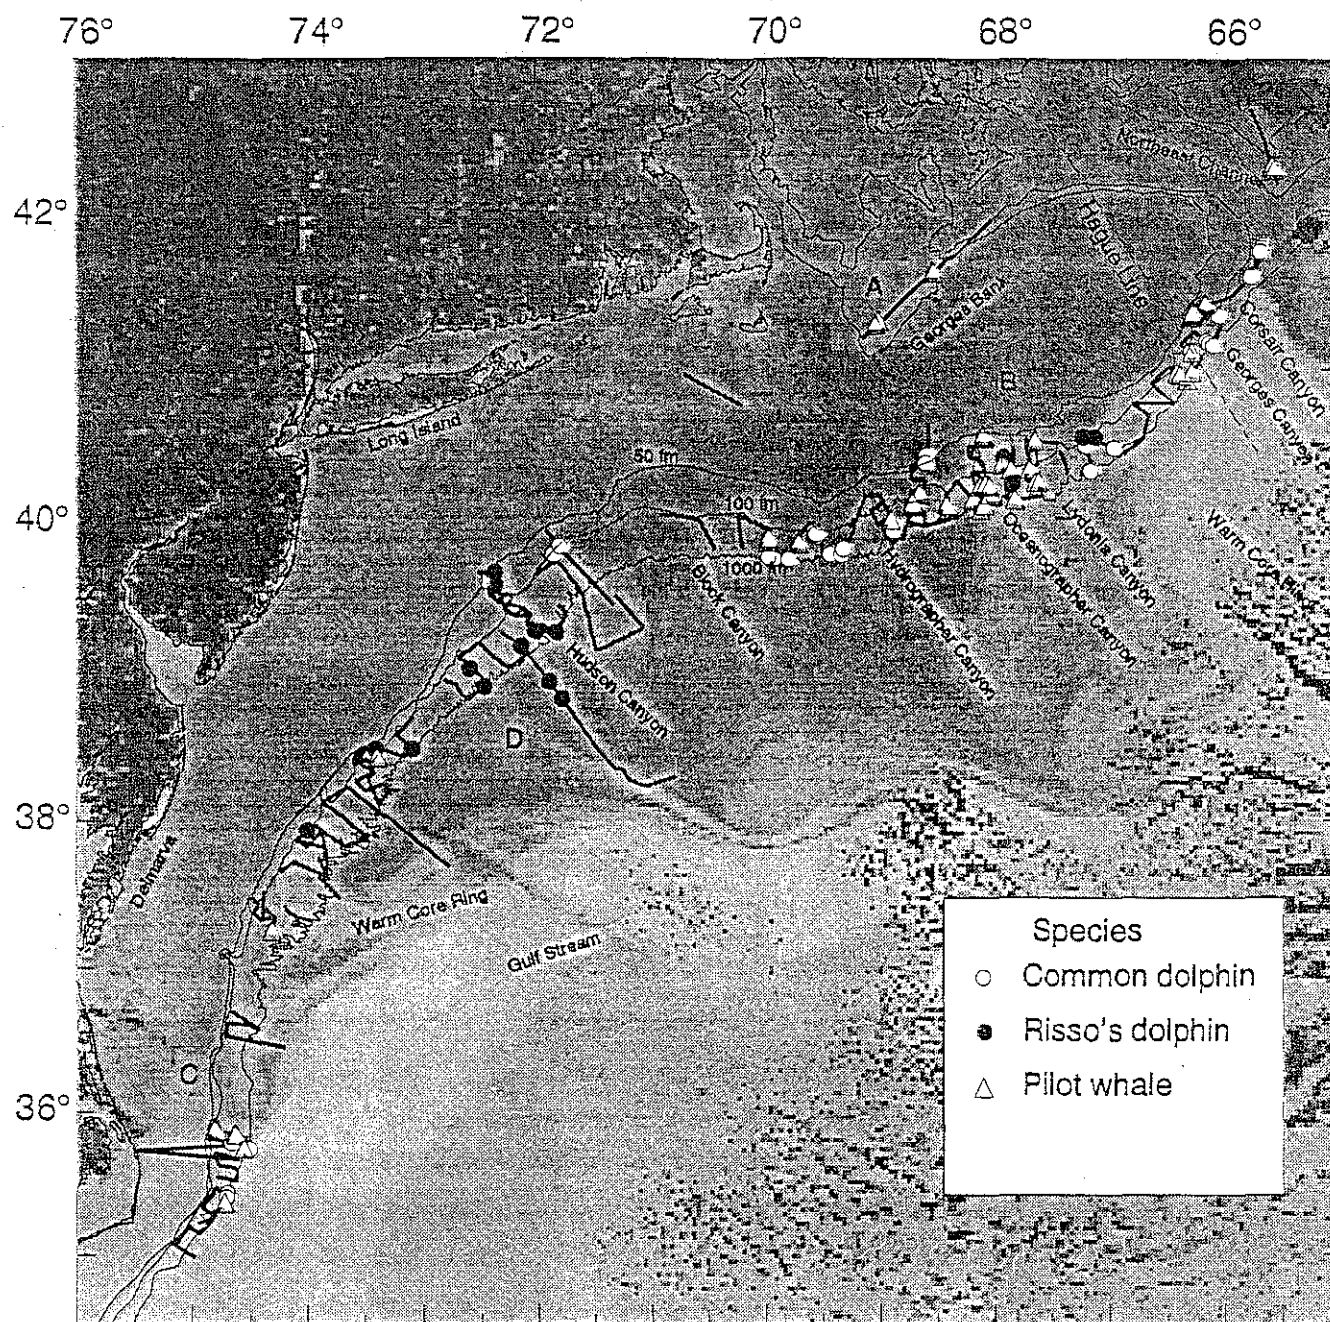 76° 74° 72° 70° 68° 66°
42°
40°
38°
36°
Northeast Channel
Hague Line
A
Georges Bank
Corsair Canyon
Georges Canyon
B
Long Island
50 fm
100 fm
1000 fm
Warm Core Ring
Lydonia Canyon
Oceanographer Canyon
Hydrographer Canyon
Block Canyon
Hudson Canyon
D
Delmarva
Warm Core Ring
Gulf Stream
C
Species
Common dolphin
Risso's dolphin
Pilot whale